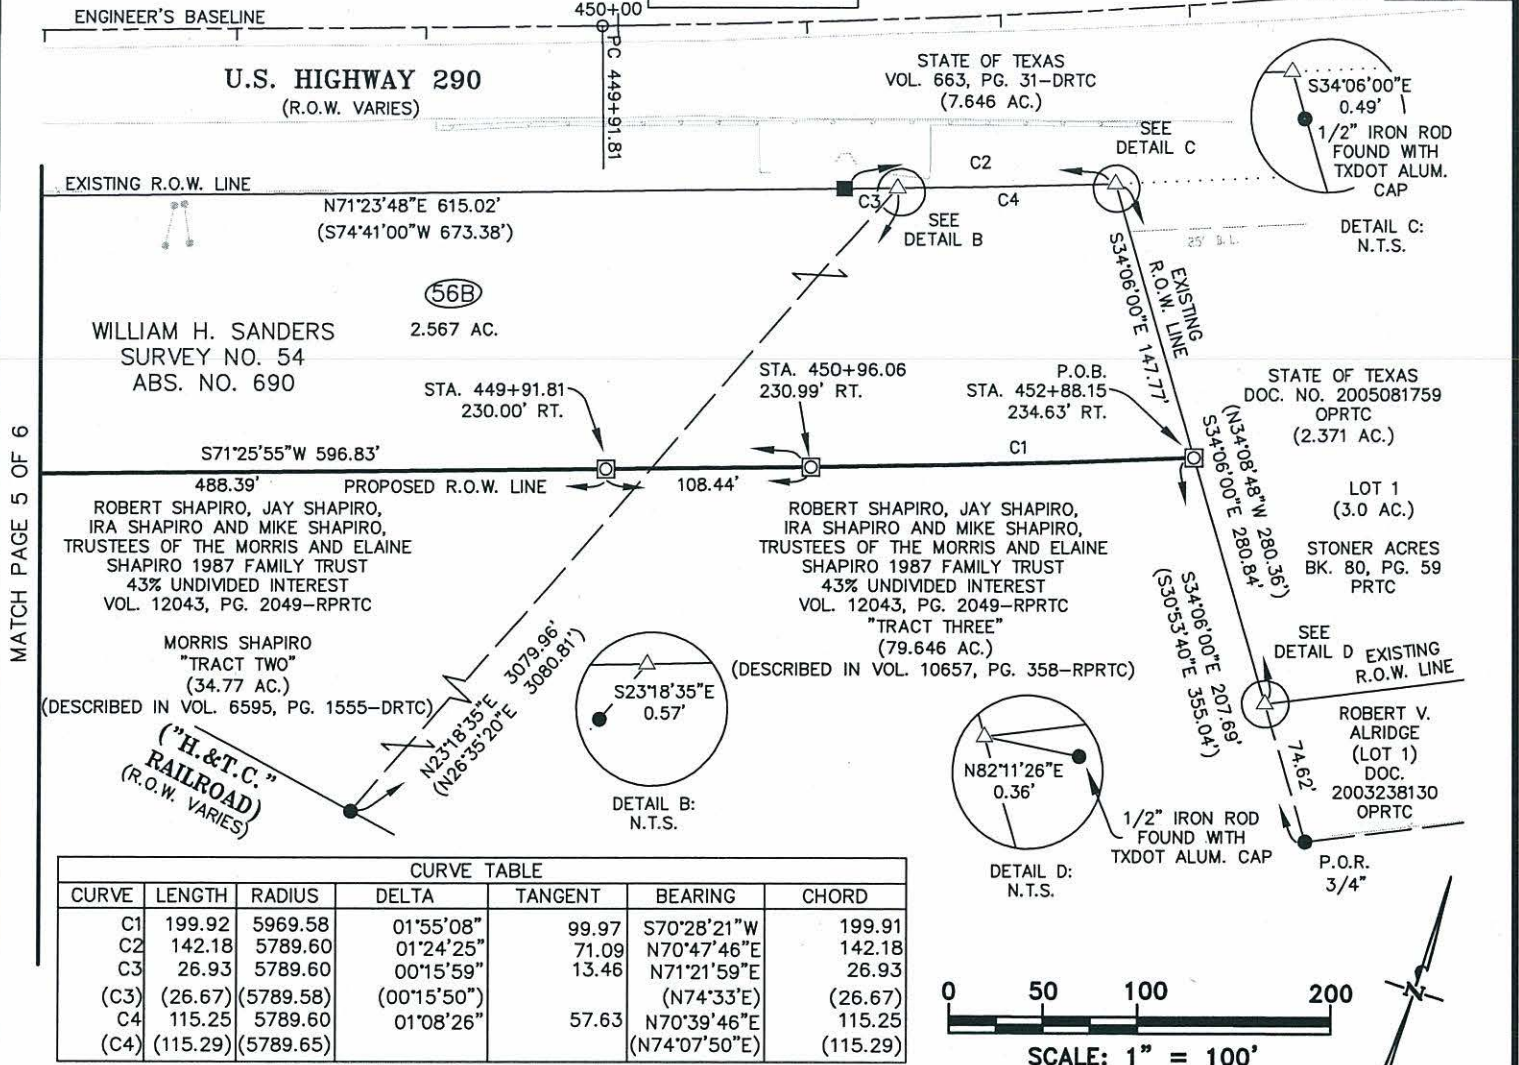 ENGINEER'S BASELINE
450+00
PC 449+91.81
U.S. HIGHWAY 290
(R.O.W. VARIES)
STATE OF TEXAS
VOL. 663, PG. 31-DRTC
(7.646 AC.)
S34°06'00"E
0.49'
1/2" IRON ROD
FOUND WITH
TXDOT ALUM.
CAP
DETAIL C:
N.T.S.
SEE
DETAIL C
EXISTING R.O.W. LINE
N71°23'48"E 615.02'
(S74°41'00"W 673.38')
C2
C3
C4
SEE
DETAIL B
25' B.L.
EXISTING
R.O.W. LINE
S34°06'00"E 147.77'
56B
2.567 AC.
WILLIAM H. SANDERS
SURVEY NO. 54
ABS. NO. 690
STA. 449+91.81
230.00' RT.
STA. 450+96.06
230.99' RT.
P.O.B.
STA. 452+88.15
234.63' RT.
STATE OF TEXAS
DOC. NO. 2005081759
OPRTC
(2.371 AC.)
(N34°08'48"W 280.36')
S34°06'00"E 280.84'
MATCH PAGE 5 OF 6
S71°25'55"W 596.83'
488.39'
PROPOSED R.O.W. LINE
108.44'
C1
LOT 1
(3.0 AC.)
STONER ACRES
BK. 80, PG. 59
PRTC
ROBERT SHAPIRO, JAY SHAPIRO,
IRA SHAPIRO AND MIKE SHAPIRO,
TRUSTEES OF THE MORRIS AND ELAINE
SHAPIRO 1987 FAMILY TRUST
43% UNDIVIDED INTEREST
VOL. 12043, PG. 2049-RPRTC
MORRIS SHAPIRO
"TRACT TWO"
(34.77 AC.)
(DESCRIBED IN VOL. 6595, PG. 1555-DRTC)
ROBERT SHAPIRO, JAY SHAPIRO,
IRA SHAPIRO AND MIKE SHAPIRO,
TRUSTEES OF THE MORRIS AND ELAINE
SHAPIRO 1987 FAMILY TRUST
43% UNDIVIDED INTEREST
VOL. 12043, PG. 2049-RPRTC
"TRACT THREE"
(79.646 AC.)
(DESCRIBED IN VOL. 10657, PG. 358-RPRTC)
S34°06'00"E 207.69'
(S30°53'40"E 355.04')
SEE
DETAIL D
EXISTING
R.O.W. LINE
ROBERT V.
ALRIDGE
(LOT 1)
DOC.
2003238130
OPRTC
74.62'
P.O.R.
3/4"
("H.&T.C."
RAILROAD)
(R.O.W. VARIES)
N23°18'35"E 3079.96'
(N26°35'20"E 3080.81')
S23°18'35"E
0.57'
DETAIL B:
N.T.S.
N82°11'26"E
0.36'
1/2" IRON ROD
FOUND WITH
TXDOT ALUM. CAP
DETAIL D:
N.T.S.
CURVE TABLE
CURVE LENGTH RADIUS DELTA TANGENT BEARING CHORD
C1 199.92 5969.58 01°55'08" 99.97 S70°28'21"W 199.91
C2 142.18 5789.60 01°24'25" 71.09 N70°47'46"E 142.18
C3 26.93 5789.60 00°15'59" 13.46 N71°21'59"E 26.93
(C3) (26.67) (5789.58) (00°15'50") (N74°33'E) (26.67)
C4 115.25 5789.60 01°08'26" 57.63 N70°39'46"E 115.25
(C4) (115.29) (5789.65) (N74°07'50"E) (115.29)
0 50 100 200
SCALE: 1" = 100'
N